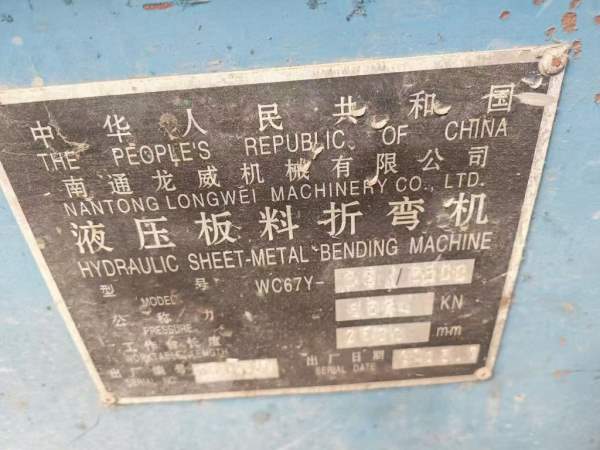 中华人民共和国
THE PEOPLE'S REPUBLIC OF CHINA
南通龙威机械有限公司
NANTONG LONGWEI MACHINERY CO., LTD.
液压板料折弯机
HYDRAULIC SHEET-METAL BENDING MACHINE
型号 MODEL WC67Y-
公称力 PRESSURE KN
工作台长度 WORKTABLE LENGTH mm
出厂编号 SERIAL NO. 出厂日期 SERIAL DATE